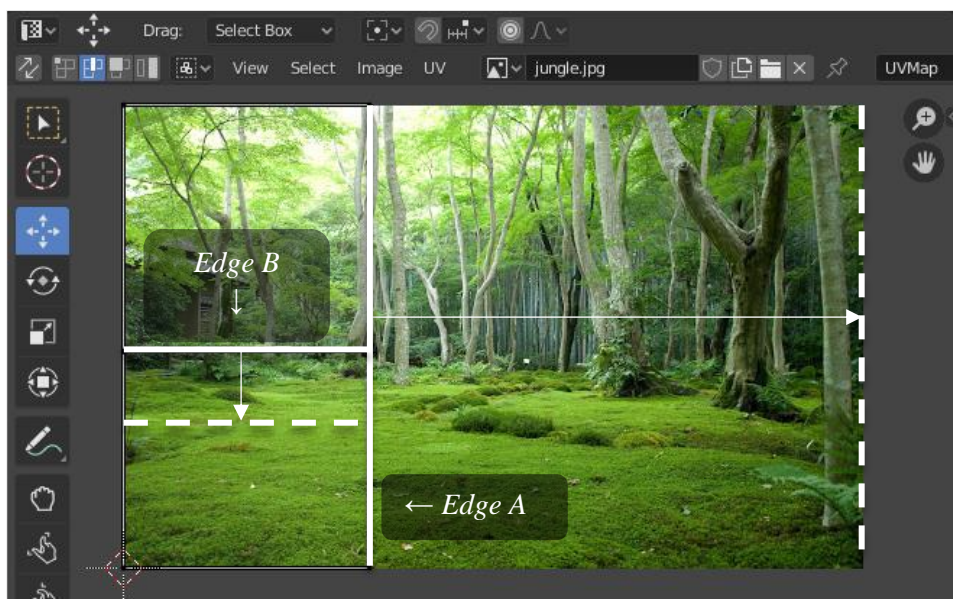 Drag: Select Box
View Select Image UV jungle.jpg UVMap
Edge B
↓
← Edge A